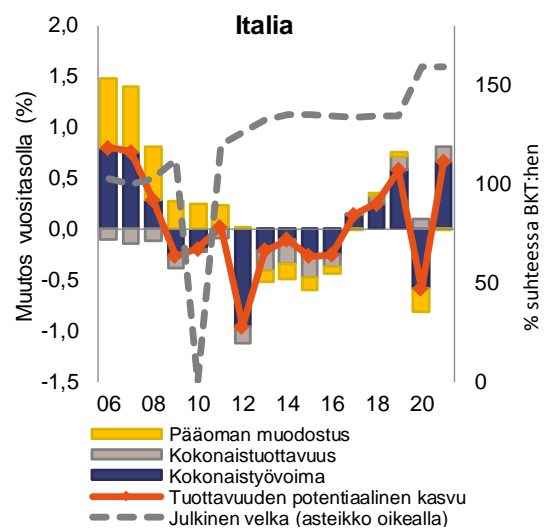 Italia
2,0
1,5
1,0
0,5
0,0
-0,5
-1,0
-1,5
Muutos vuositasolla (%)
150
100
50
0
% suhteessa BKT:hen
06 08 10 12 14 16 18 20
Pääoman muodostus
Kokonaistuottavuus
Kokonaistyövoima
Tuottavuuden potentiaalinen kasvu
Julkinen velka (asteikko oikealla)